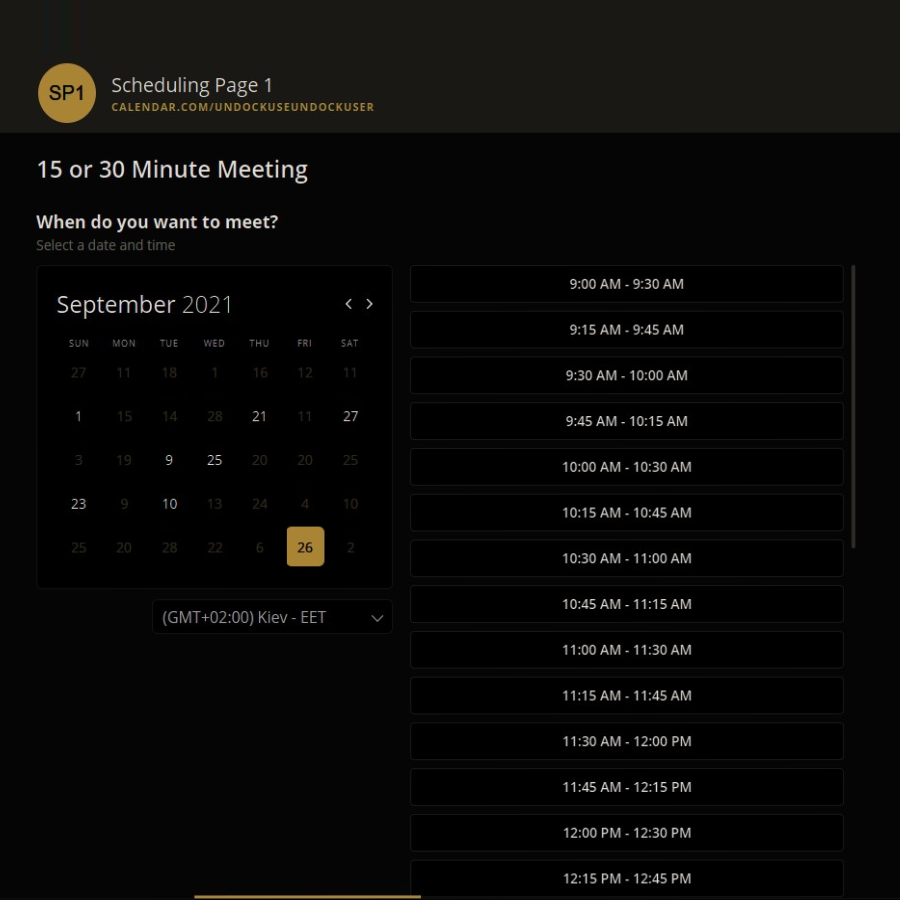 SP1
Scheduling Page 1
CALENDAR.COM/UNDOCKUSEUNDOCKUSER
15 or 30 Minute Meeting
When do you want to meet?
Select a date and time
September 2021
SUN MON TUE WED THU FRI SAT
27 11 18 1 16 12 11
1 15 14 28 21 11 27
3 19 9 25 20 20 25
23 9 10 13 24 4 10
25 20 28 22 6 26 2
(GMT+02:00) Kiev - EET
9:00 AM - 9:30 AM
9:15 AM - 9:45 AM
9:30 AM - 10:00 AM
9:45 AM - 10:15 AM
10:00 AM - 10:30 AM
10:15 AM - 10:45 AM
10:30 AM - 11:00 AM
10:45 AM - 11:15 AM
11:00 AM - 11:30 AM
11:15 AM - 11:45 AM
11:30 AM - 12:00 PM
11:45 AM - 12:15 PM
12:00 PM - 12:30 PM
12:15 PM - 12:45 PM